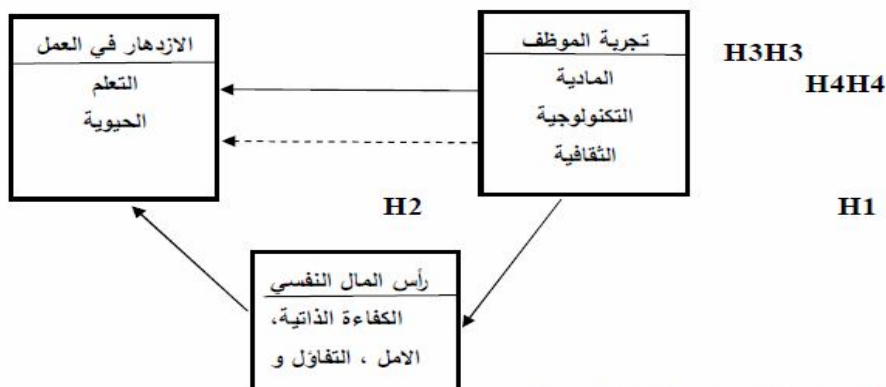 تجربة الموظف
المادية
التكنولوجية
الثقافية
الازدهار في العمل
التعلم
الحيوية
H3H3
H4H4
H2
H1
رأس المال النفسي
الكفاءة الذاتية،
الامل ، التفاؤل و